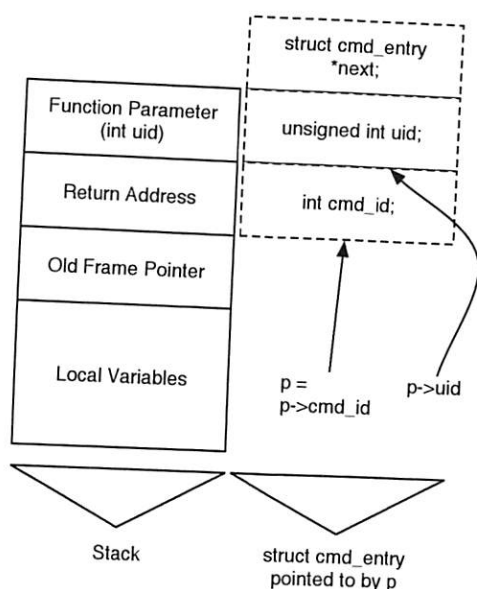 struct cmd_entry
*next;
Function Parameter
(int uid)
unsigned int uid;
Return Address
int cmd_id;
Old Frame Pointer
Local Variables
p =
p->cmd_id
p->uid
Stack
struct cmd_entry
pointed to by p